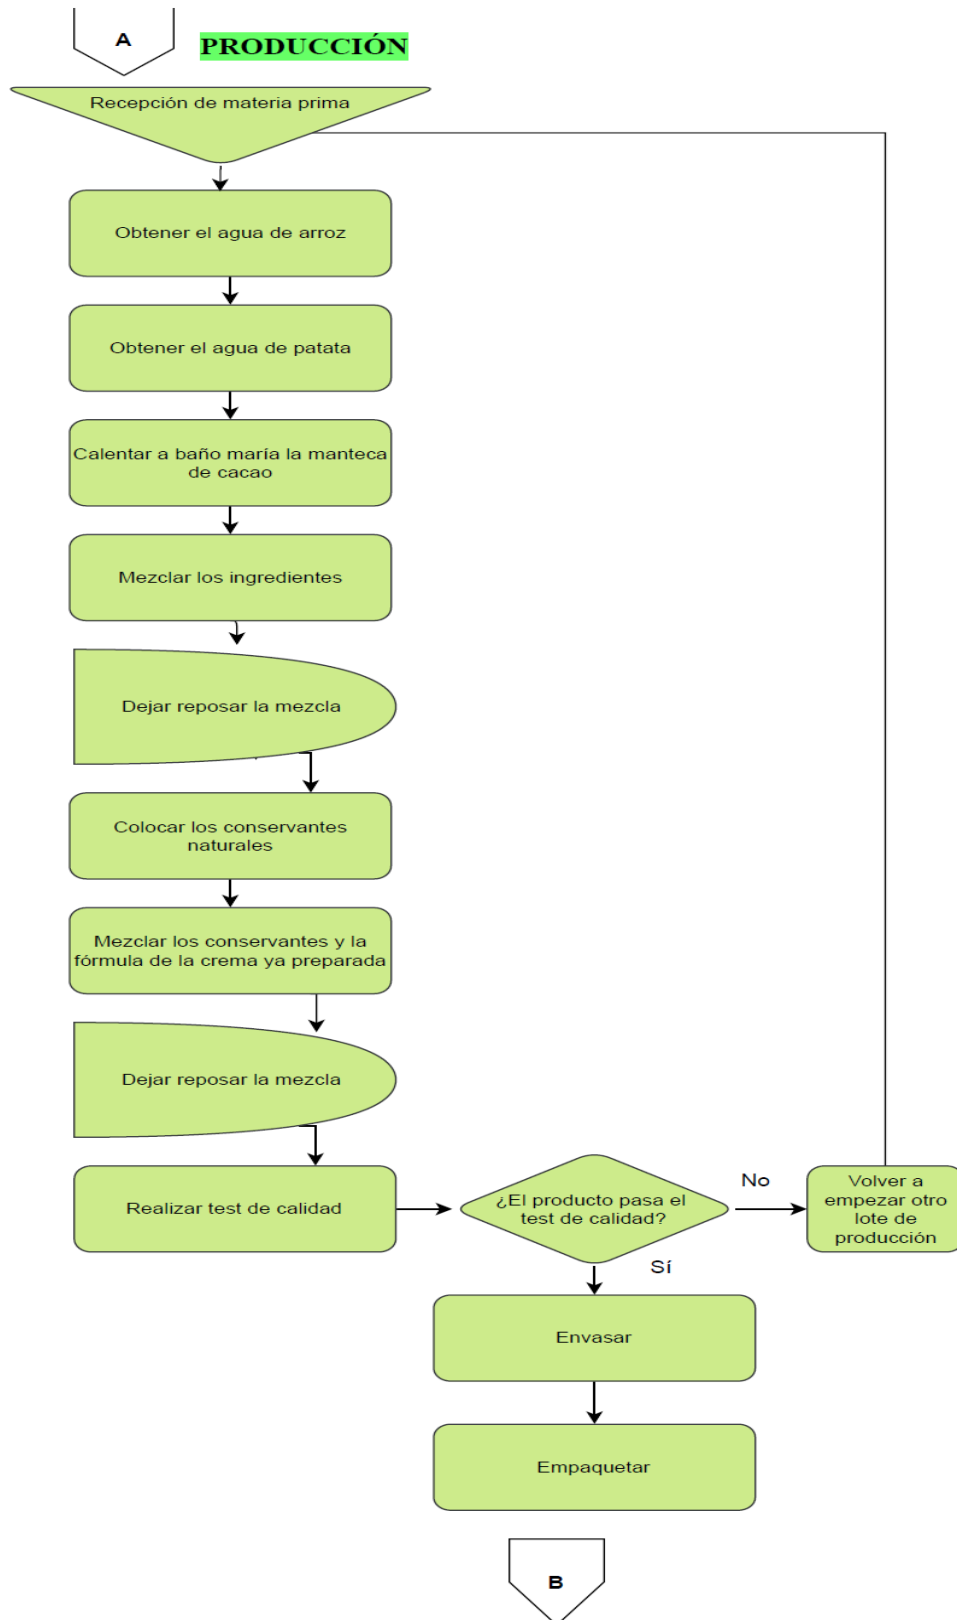 A
PRODUCCIÓN
Recepción de materia prima
Obtener el agua de arroz
Obtener el agua de patata
Calentar a baño maría la manteca
de cacao
Mezclar los ingredientes
Dejar reposar la mezcla
Colocar los conservantes
naturales
Mezclar los conservantes y la
fórmula de la crema ya preparada
Dejar reposar la mezcla
Realizar test de calidad
¿El producto pasa el
test de calidad?
No
Volver a
empezar otro
lote de
producción
Sí
Envasar
Empaquetar
B